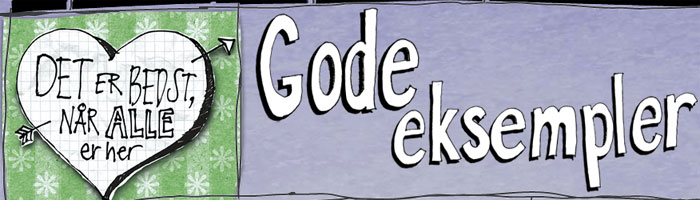 DET ER BEDST,
NÅR ALLE
er her
Gode
eksempler